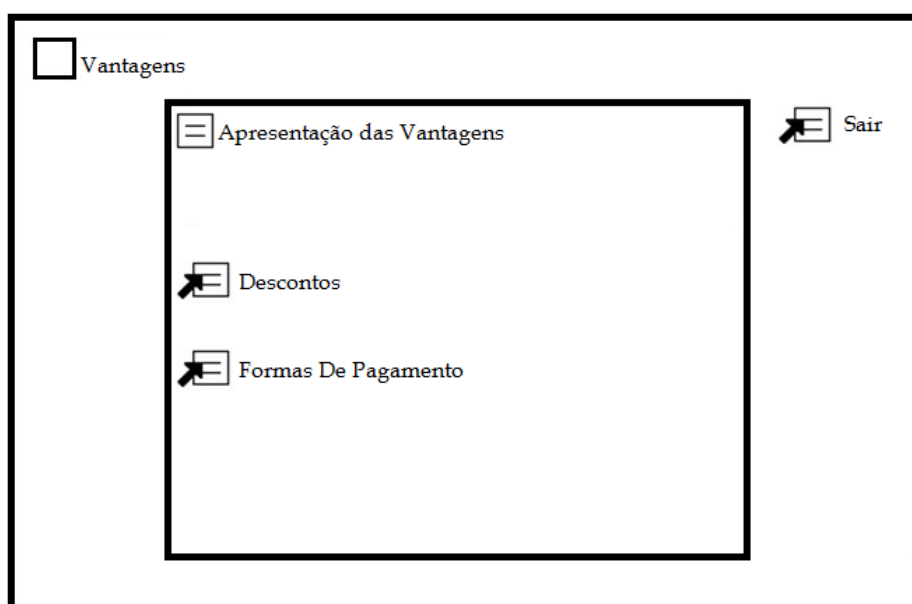 Vantagens
Apresentação das Vantagens
Sair
Descontos
Formas De Pagamento